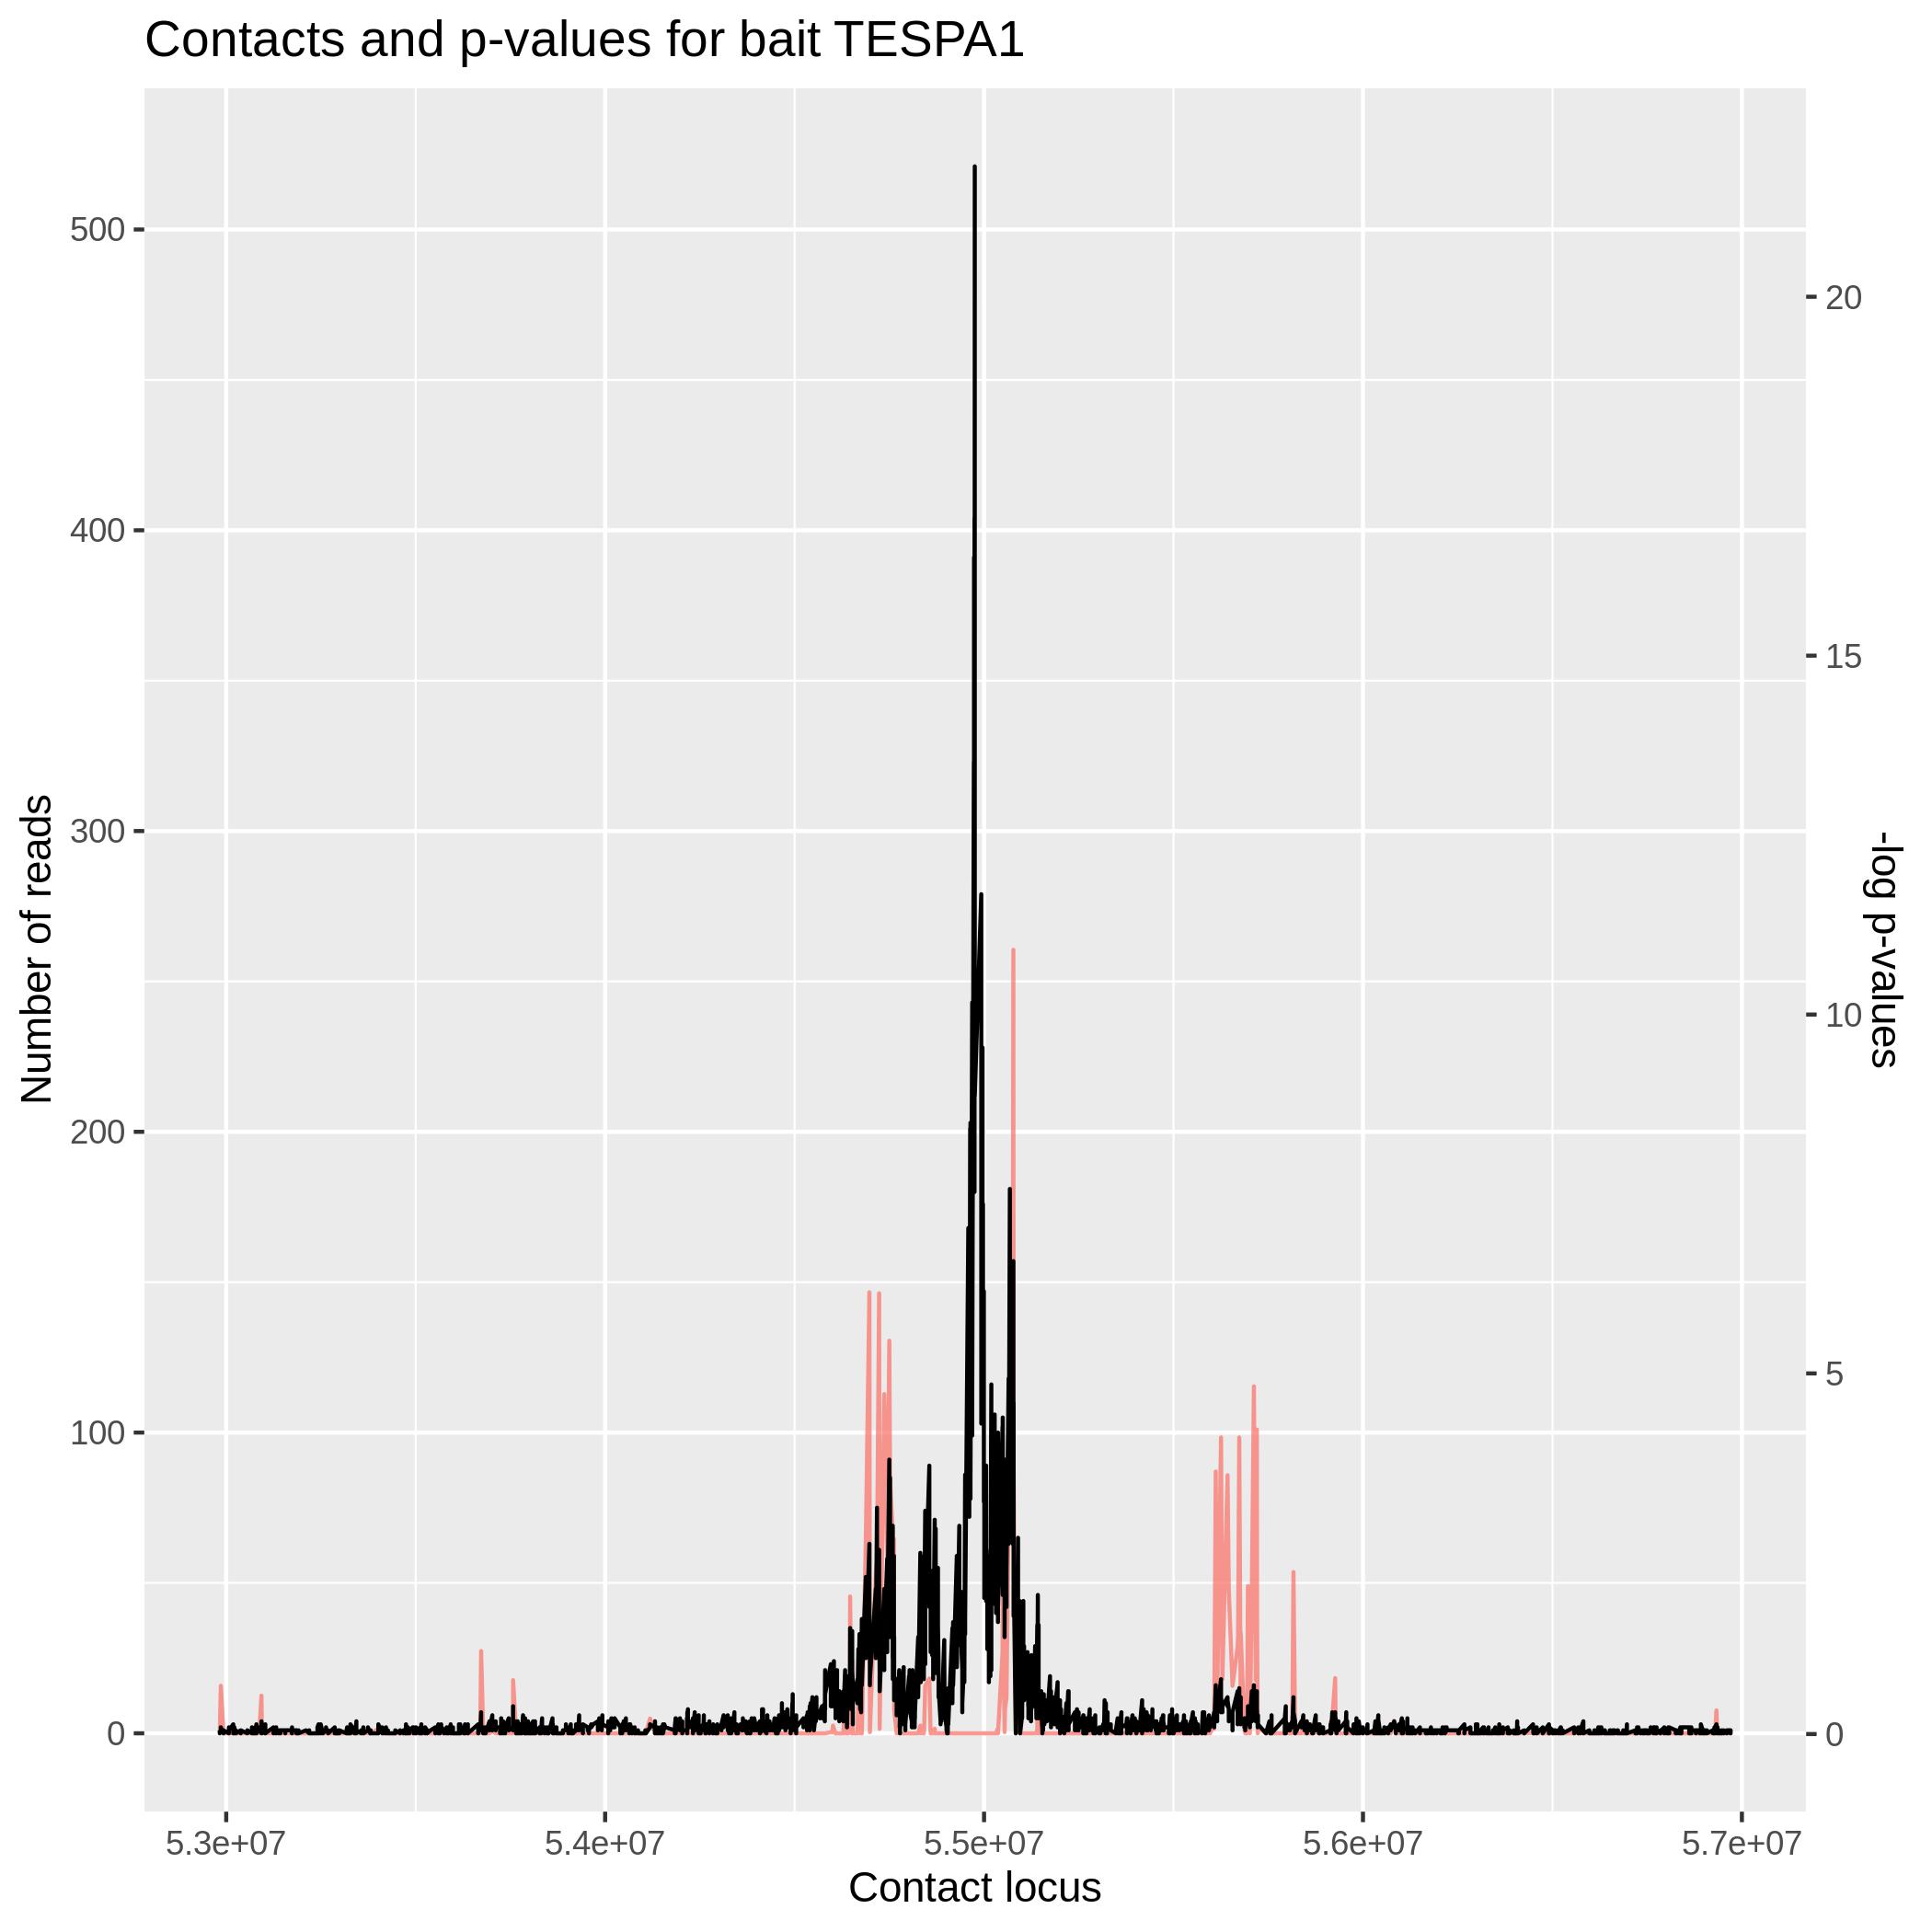 Contacts and p-values for bait TESPA1
Number of reads
500
400
300
200
100
0
20
15
10
5
0
-log p-values
5.3e+07
5.4e+07
5.5e+07
5.6e+07
5.7e+07
Contact locus